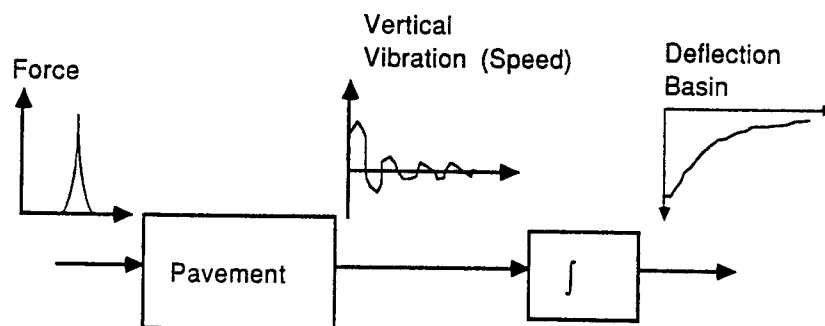 Force
Vertical
Vibration (Speed)
Deflection
Basin
Pavement
∫